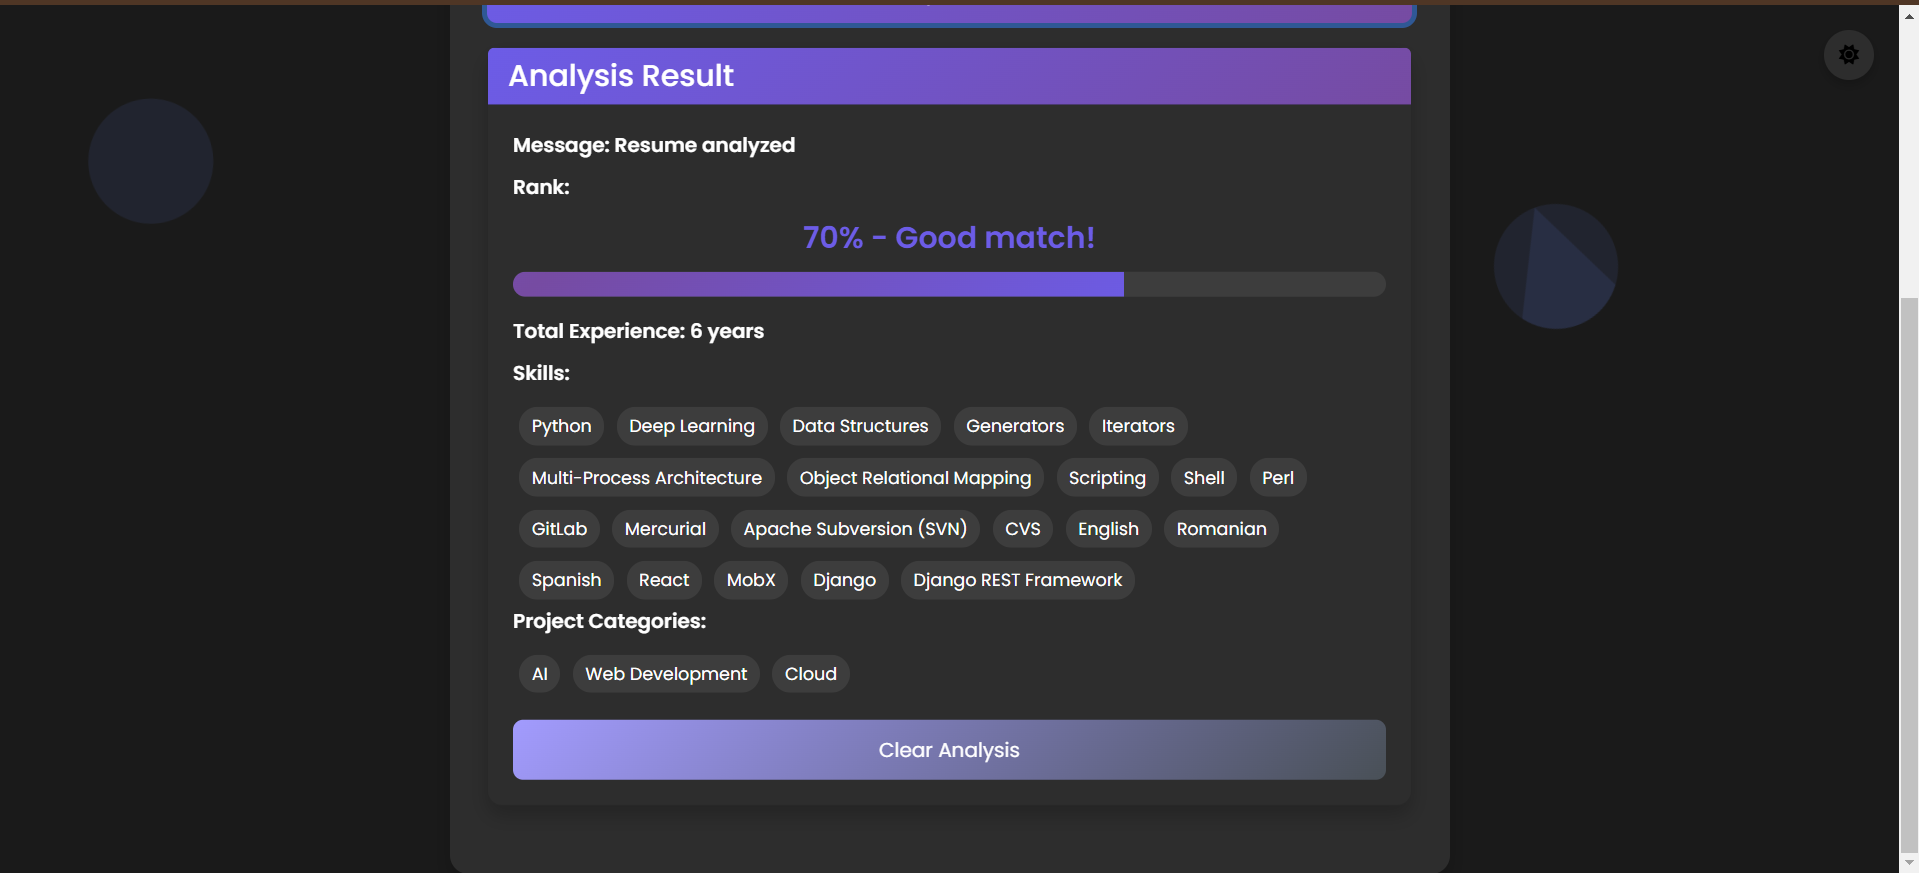 Analysis Result
Message: Resume analyzed
Rank:
70% - Good match!
Total Experience: 6 years
Skills:
Python Deep Learning Data Structures Generators Iterators
Multi-Process Architecture Object Relational Mapping Scripting Shell Perl
GitLab Mercurial Apache Subversion (SVN) CVS English Romanian
Spanish React MobX Django Django REST Framework
Project Categories:
AI Web Development Cloud
Clear Analysis